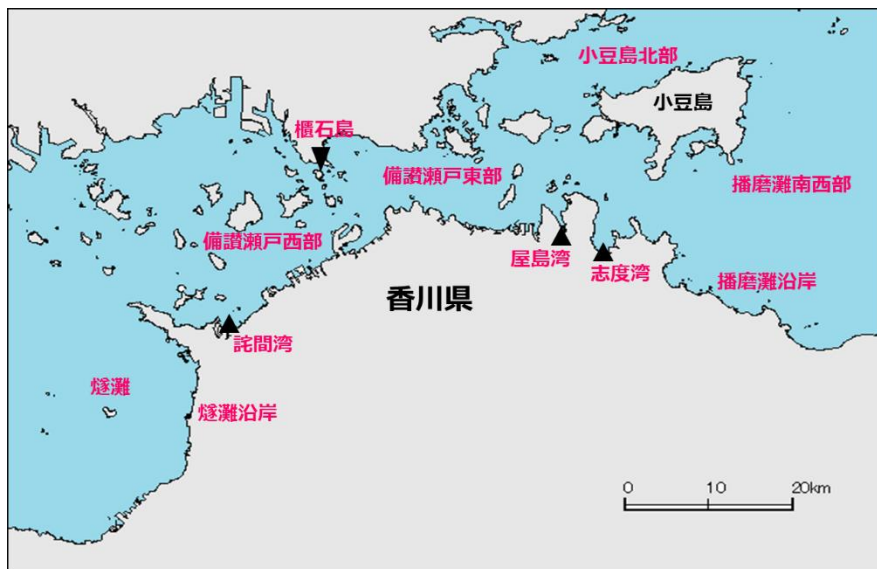 小豆島北部
小豆島
櫃石島
備讃瀬戸東部
播磨灘南西部
備讃瀬戸西部
屋島湾
志度湾
播磨灘沿岸
香川県
詫間湾
燧灘
燧灘沿岸
0 10 20km